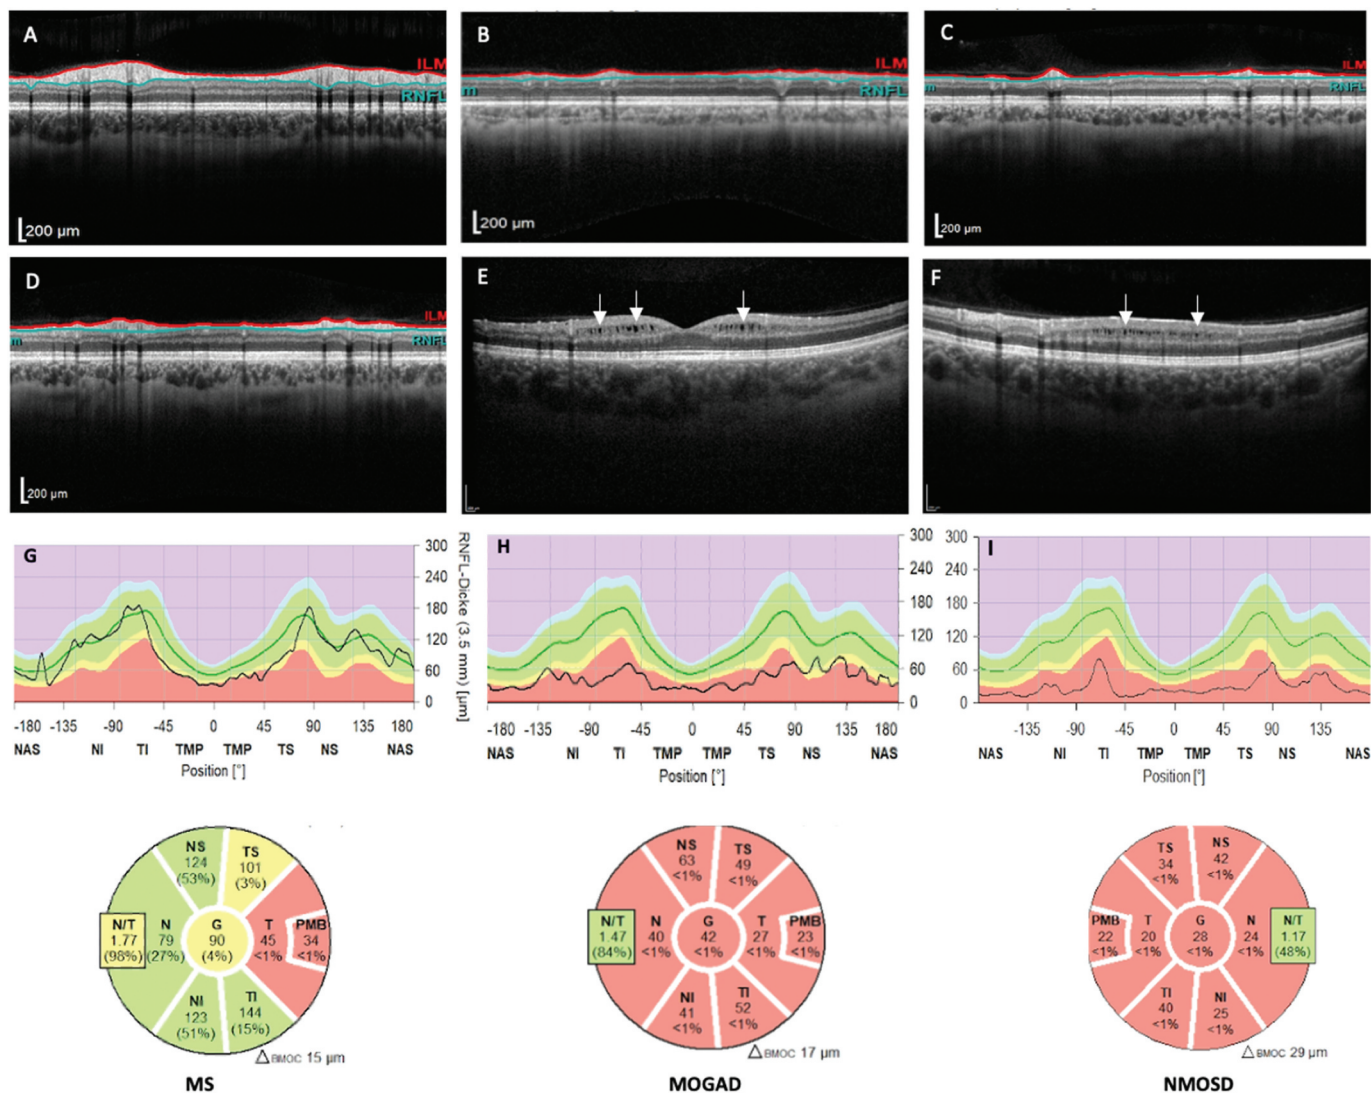 A
ILM
RNFL
200 µm
B
ILM
m
RNFL
200 µm
C
ILM
RNFL
200 µm
D
ILM
m
RNFL
200 µm
E
F
G
300
240
180
120
60
0
RNFL-Dicke (3.5 mm) [µm]
-180 -135 -90 -45 0 45 90 135 180
NAS NI TI TMP TMP TS NS NAS
Position [°]
H
300
240
180
120
60
0
-180 -135 -90 -45 0 45 90 135 180
NAS NI TI TMP TMP TS NS NAS
Position [°]
I
300
240
180
120
60
0
-135 -90 -45 0 45 90 135
NAS NI TI TMP TMP TS NS NAS
Position [°]
NS
124
(53%)
TS
101
(3%)
N/T
1.77
(98%)
N
79
(27%)
G
90
(4%)
T
45
<1%
PMB
34
<1%
NI
123
(51%)
TI
144
(15%)
△BMOC 15 µm
MS
NS
63
<1%
TS
49
<1%
N/T
1.47
(84%)
N
40
<1%
G
42
<1%
T
27
<1%
PMB
23
<1%
NI
41
<1%
TI
52
<1%
△BMOC 17 µm
MOGAD
TS
34
<1%
NS
42
<1%
PMB
22
<1%
T
20
<1%
G
28
<1%
N
24
<1%
N/T
1.17
(48%)
TI
40
<1%
NI
25
<1%
△BMOC 29 µm
NMOSD